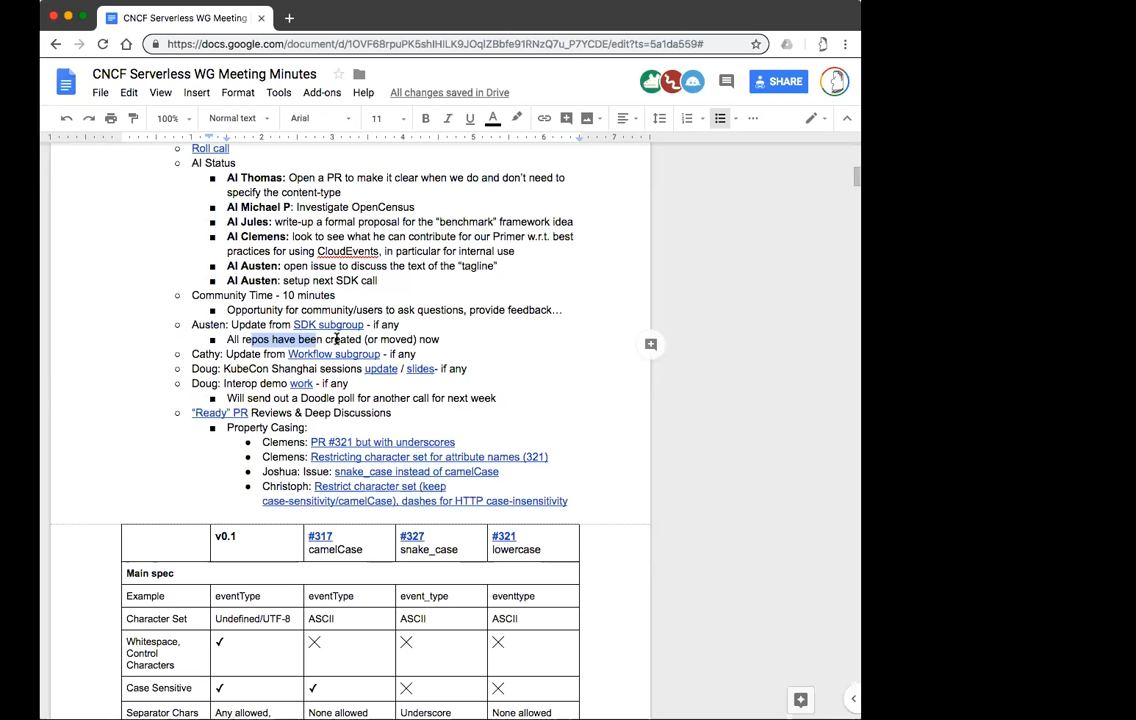 CNCF Serverless WG Meeting
https://docs.google.com/document/d/1OVF68rpuPK5shIHILK9JOqlZBbfe91RNzQ7u_P7YCDE/edit?ts=5a1da559#
CNCF Serverless WG Meeting Minutes
File Edit View Insert Format Tools Add-ons Help All changes saved in Drive
SHARE
100% Normal text Arial 11 B I U A
1 1 2 3 4 5 6 7
Roll call
AI Status
AI Thomas: Open a PR to make it clear when we do and don't need to
specify the content-type
AI Michael P: Investigate OpenCensus
AI Jules: write-up a formal proposal for the "benchmark" framework idea
AI Clemens: look to see what he can contribute for our Primer w.r.t. best
practices for using CloudEvents, in particular for internal use
AI Austen: open issue to discuss the text of the "tagline"
AI Austen: setup next SDK call
Community Time - 10 minutes
Opportunity for community/users to ask questions, provide feedback…
Austen: Update from SDK subgroup - if any
All repos have been created (or moved) now
Cathy: Update from Workflow subgroup - if any
Doug: KubeCon Shanghai sessions update / slides- if any
Doug: Interop demo work - if any
Will send out a Doodle poll for another call for next week
"Ready" PR Reviews & Deep Discussions
Property Casing:
Clemens: PR #321 but with underscores
Clemens: Restricting character set for attribute names (321)
Joshua: Issue: snake_case instead of camelCase
Christoph: Restrict character set (keep
case-sensitivity/camelCase), dashes for HTTP case-insensitivity
v0.1 #317 #327 #321
camelCase snake_case lowercase
Main spec
Example eventType eventType event_type eventtype
Character Set Undefined/UTF-8 ASCII ASCII ASCII
Whitespace, ✓ ✕ ✕ ✕
Control
Characters
Case Sensitive ✓ ✓ ✕ ✕
Separator Chars Any allowed, None allowed Underscore None allowed